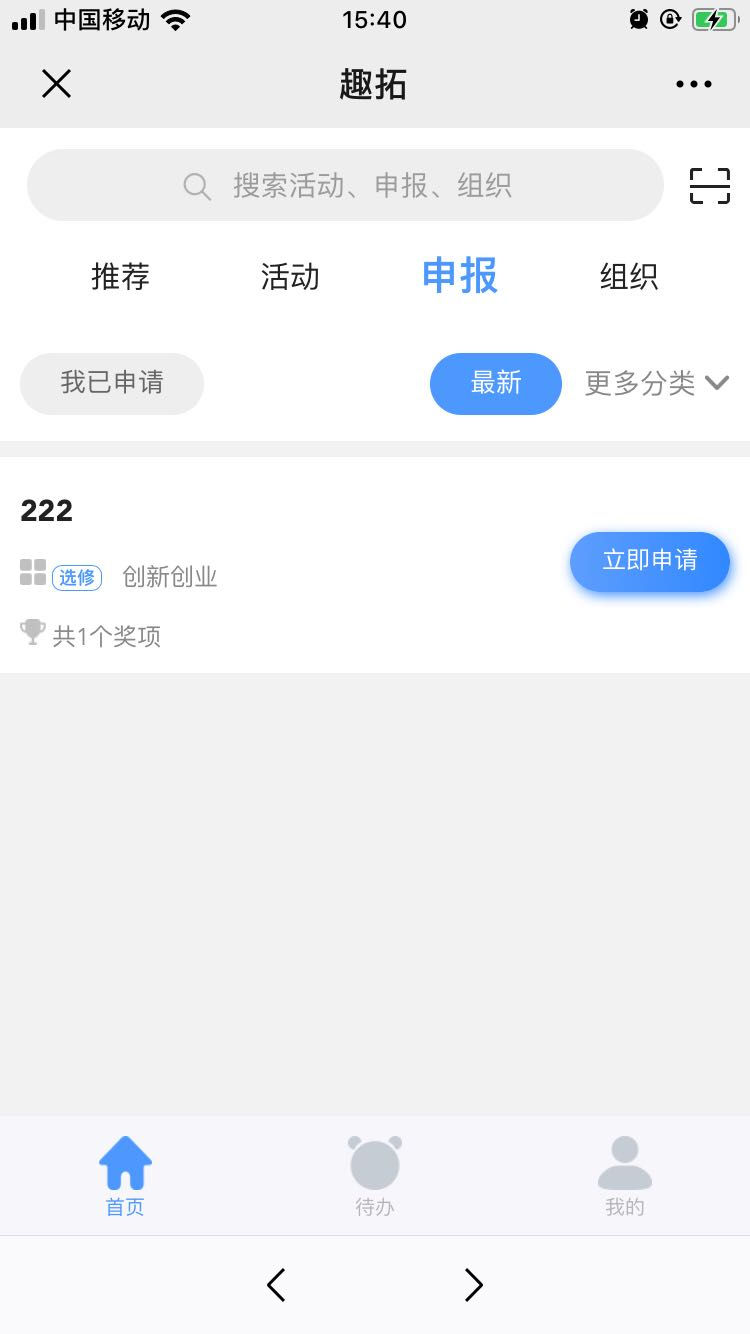 中国移动 15:40
趣拓
搜索活动、申报、组织
推荐 活动 申报 组织
我已申请 最新 更多分类
222
选修 创新创业
立即申请
共1个奖项
首页 待办 我的